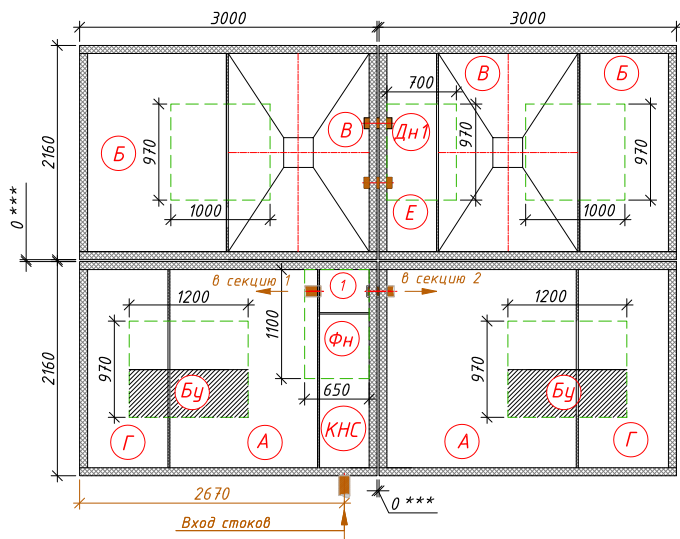 3000
3000
В
Б
700
В
Дн1
970
970
970
Б
2160
Е
1000
1000
0 ***
в секцию 1
в секцию 2
1
1200
1200
1100
Фн
2160
970
970
650
Бу
Бу
КНС
Г
А
А
Г
2670
0 ***
Вход стоков